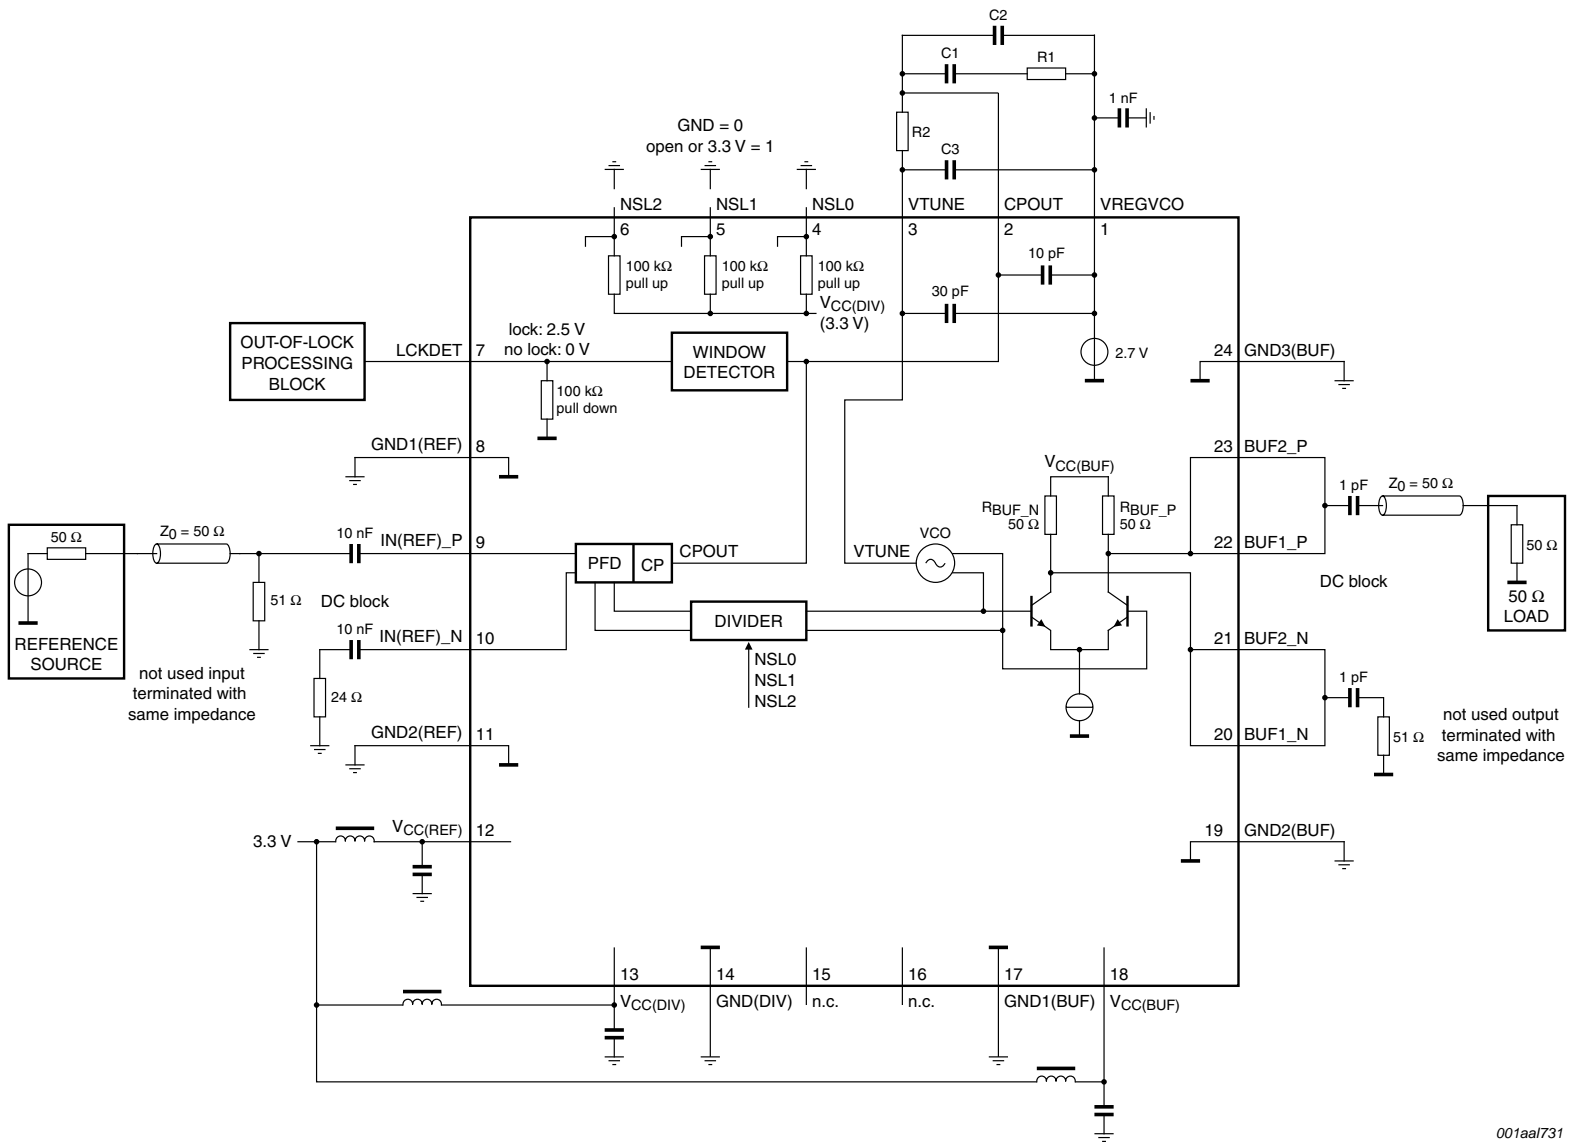 C2
C1
R1
1 nF
R2
C3
GND = 0
open or 3.3 V = 1
NSL2
NSL1
NSL0
VTUNE
CPOUT
VREGVCO
6
5
4
3
2
1
100 kΩ
pull up
100 kΩ
pull up
100 kΩ
pull up
10 pF
30 pF
VCC(DIV)
(3.3 V)
2.7 V
OUT-OF-LOCK
PROCESSING
BLOCK
LCKDET
7
lock: 2.5 V
no lock: 0 V
WINDOW
DETECTOR
100 kΩ
pull down
24
GND3(BUF)
GND1(REF)
8
23
BUF2_P
VCC(BUF)
RBUF_N
50 Ω
RBUF_P
50 Ω
1 pF
Z0 = 50 Ω
50 Ω
Z0 = 50 Ω
10 nF
IN(REF)_P
9
PFD
CP
CPOUT
VTUNE
VCO
22
BUF1_P
50 Ω
DC block
50 Ω
LOAD
51 Ω
DC block
REFERENCE
SOURCE
10 nF
IN(REF)_N
10
DIVIDER
NSL0
NSL1
NSL2
21
BUF2_N
not used input
terminated with
same impedance
24 Ω
1 pF
51 Ω
not used output
terminated with
same impedance
GND2(REF)
11
20
BUF1_N
3.3 V
VCC(REF)
12
19
GND2(BUF)
13
14
15
16
17
18
VCC(DIV)
GND(DIV)
n.c.
n.c.
GND1(BUF)
VCC(BUF)
001aal731